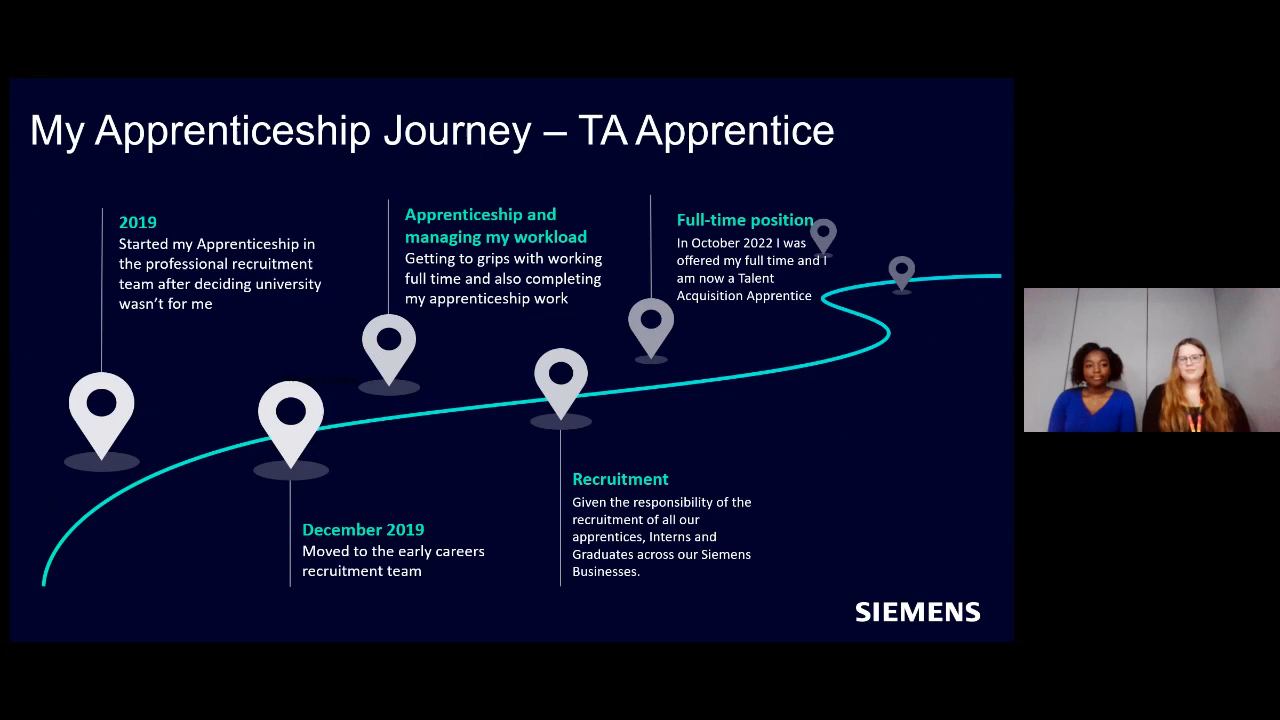 My Apprenticeship Journey – TA Apprentice
2019
Started my Apprenticeship in
the professional recruitment
team after deciding university
wasn't for me
Apprenticeship and
managing my workload
Getting to grips with working
full time and also completing
my apprenticeship work
Full-time position
In October 2022 I was
offered my full time and I
am now a Talent
Acquisition Apprentice
December 2019
Moved to the early careers
recruitment team
Recruitment
Given the responsibility of the
recruitment of all our
apprentices, Interns and
Graduates across our Siemens
Businesses.
SIEMENS